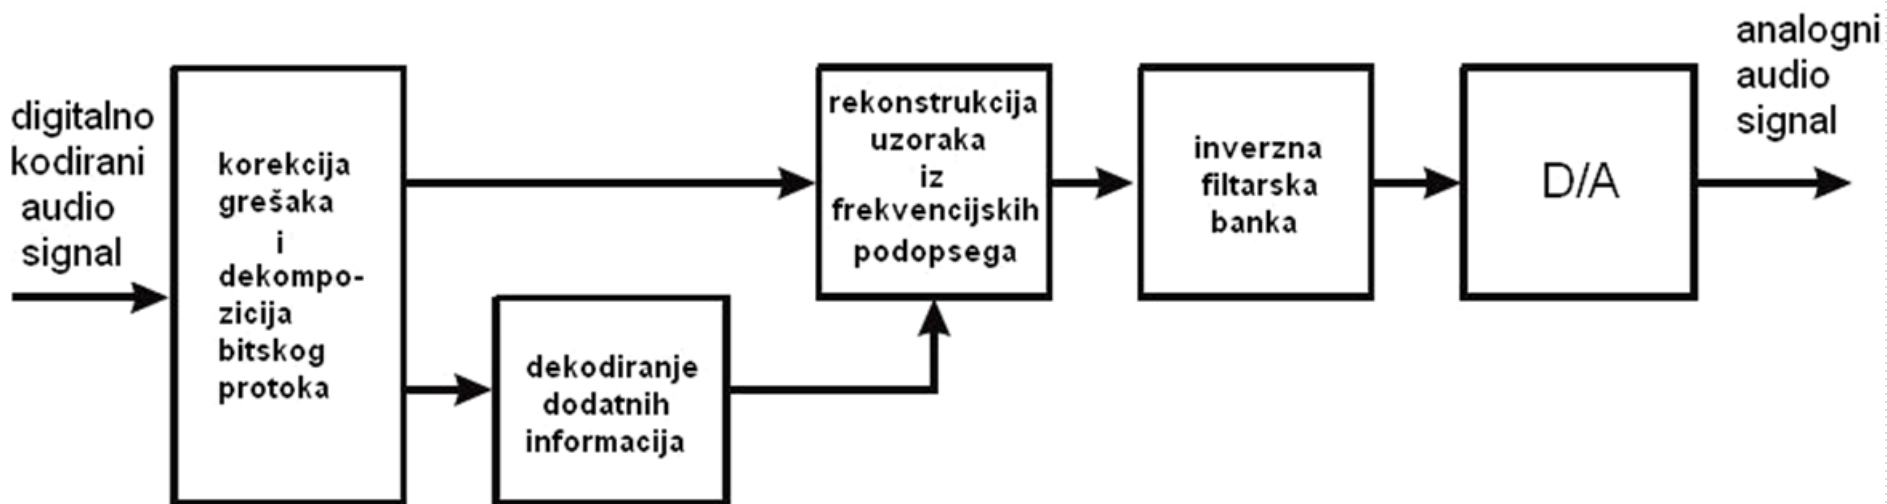 digitalno
kodirani
audio
signal
korekcija
grešaka
i
dekompo-
zicija
bitskog
protoka
dekodiranje
dodatnih
informacija
rekonstrukcija
uzoraka
iz
frekvencijskih
podopsega
inverzna
filtarska
banka
D/A
analogni
audio
signal